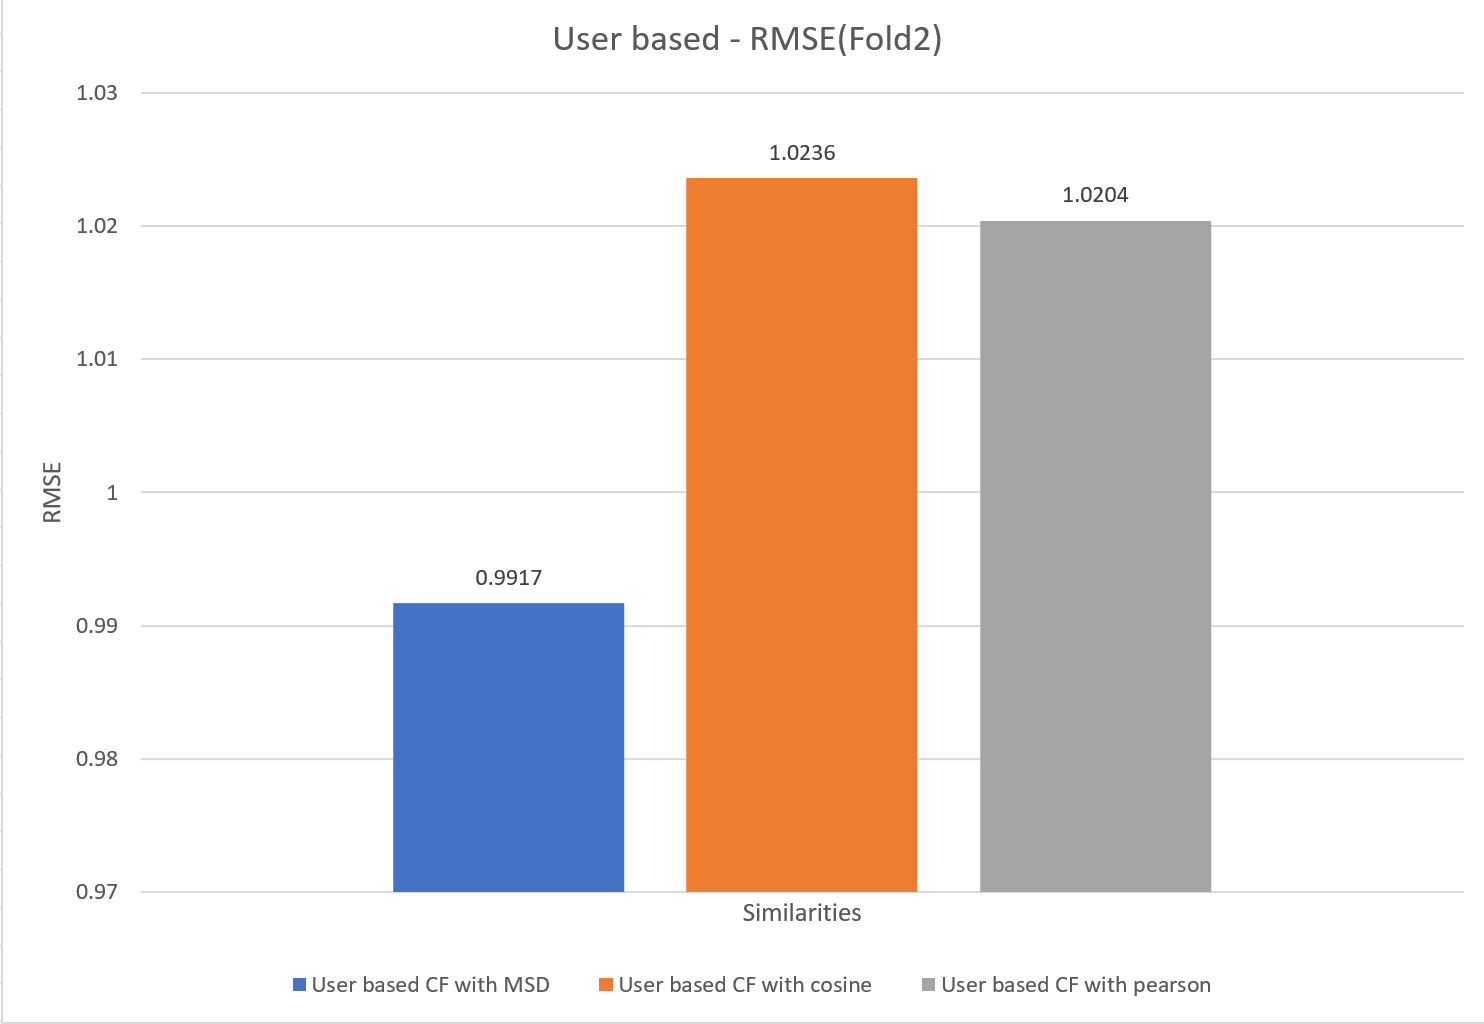 User based - RMSE(Fold2)
1.03
1.02
1.01
1
0.99
0.98
0.97
RMSE
1.0236
1.0204
0.9917
Similarities
User based CF with MSD
User based CF with cosine
User based CF with pearson